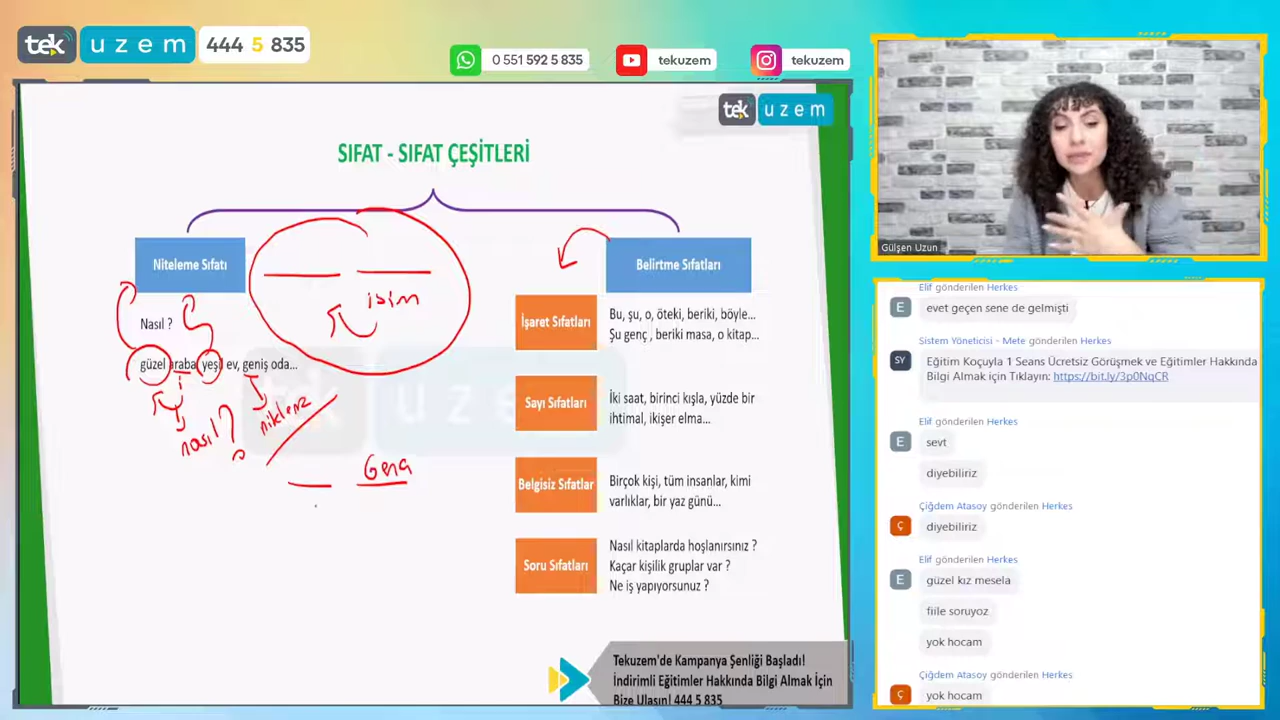 tek uzem 444 5 835
0 551 592 5 835
tekuzem
tekuzem
tek uzem
SIFAT - SIFAT ÇEŞİTLERİ
Niteleme Sıfatı
isim
Nasıl ?
güzel araba, yeşil ev, geniş oda...
nasıl?
Belirtme Sıfatları
İşaret Sıfatları
Bu, şu, o, öteki, beriki, böyle...
Şu genç , beriki masa, o kitap...
Sayı Sıfatları
İki saat, birinci kışla, yüzde bir
ihtimal, ikişer elma...
Belgisiz Sıfatlar
Birçok kişi, tüm insanlar, kimi
varlıklar, bir yaz günü...
Soru Sıfatları
Nasıl kitaplarda hoşlanırsınız ?
Kaçar kişilik gruplar var ?
Ne iş yapıyorsunuz ?
Tekuzem'de Kampanya Şenliği Başladı!
İndirimli Eğitimler Hakkında Bilgi Almak İçin
Bize Ulaşın! 444 5 835
Gülşen Uzun
Elif gönderilen Herkes
E
evet geçen sene de gelmişti
Sistem Yöneticisi - Mete gönderilen Herkes
SY
Eğitim Koçuyla 1 Seans Ücretsiz Görüşmek ve Eğitimler Hakkında
Bilgi Almak için Tıklayın: https://bit.ly/3p0NqCR
Elif gönderilen Herkes
E
sevt
diyebiliriz
Çiğdem Atasoy gönderilen Herkes
Ç
diyebiliriz
Elif gönderilen Herkes
E
güzel kız mesela
fiile soruyoz
yok hocam
Çiğdem Atasoy gönderilen Herkes
Ç
yok hocam